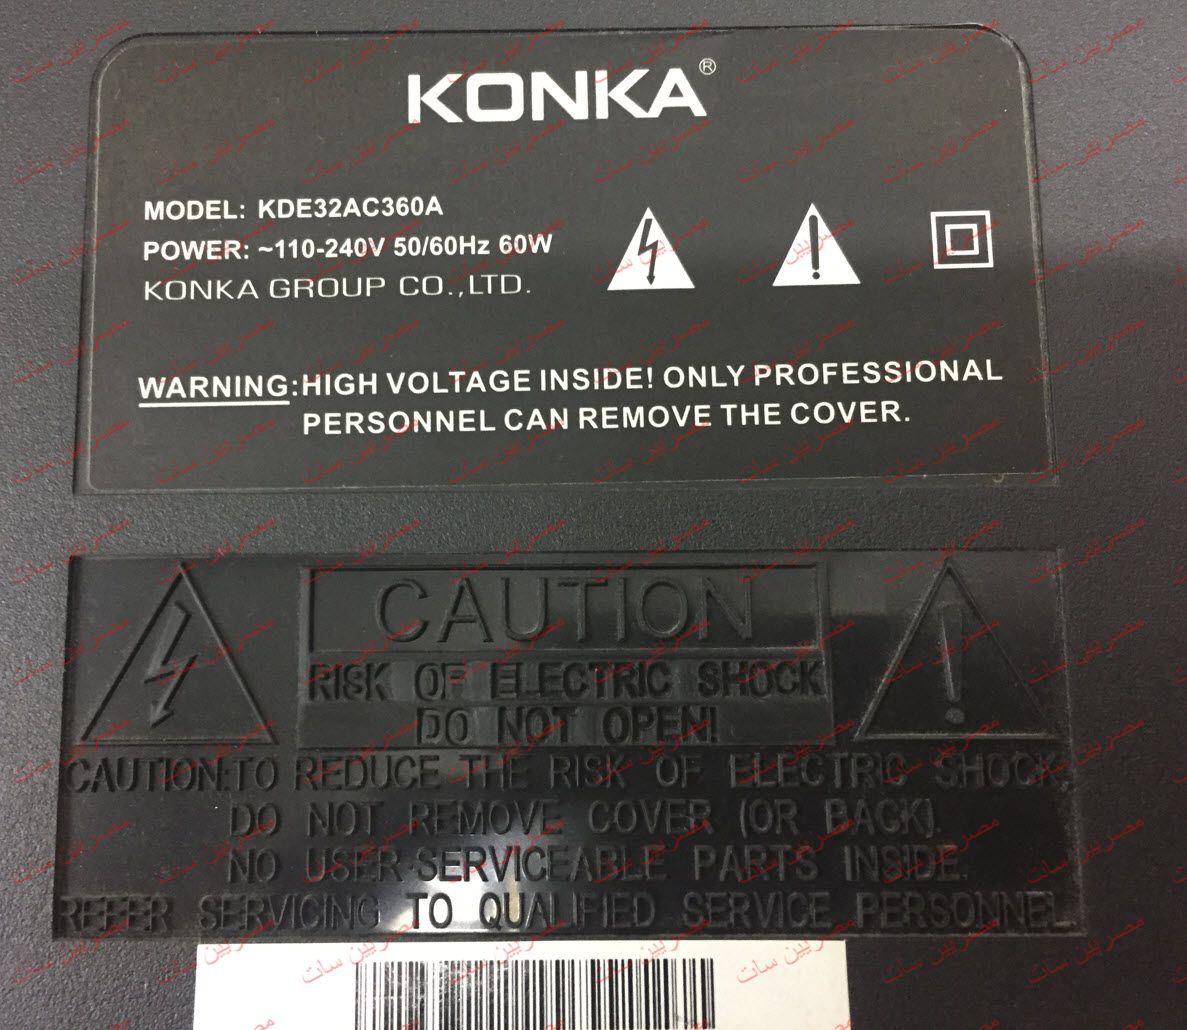 KONKA®
MODEL: KDE32AC360A
POWER: ~110-240V 50/60Hz 60W
KONKA GROUP CO.,LTD.
WARNING:HIGH VOLTAGE INSIDE! ONLY PROFESSIONAL
PERSONNEL CAN REMOVE THE COVER.
CAUTION
RISK OF ELECTRIC SHOCK
DO NOT OPEN!
CAUTION:TO REDUCE THE RISK OF ELECTRIC SHOCK,
DO NOT REMOVE COVER (OR BACK).
NO USER-SERVICEABLE PARTS INSIDE.
REFER SERVICING TO QUALIFIED SERVICE PERSONNEL
مصريين سات